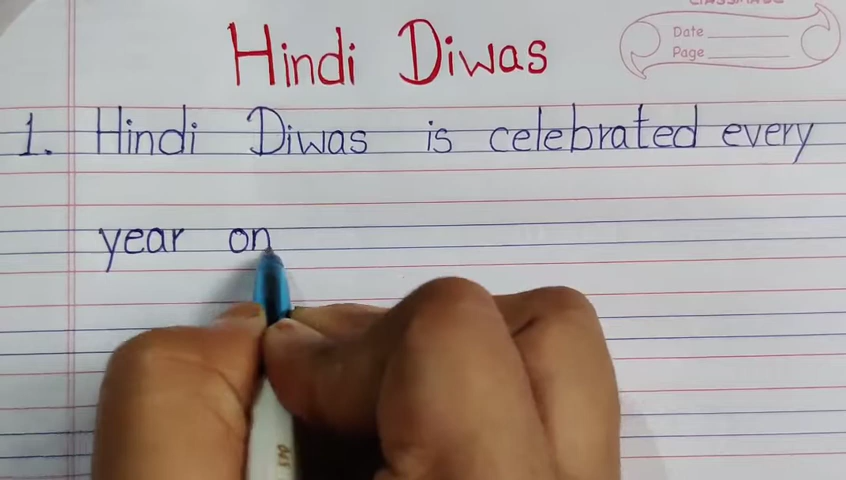 Hindi Diwas
Date
Page
1. Hindi Diwas is celebrated every
year on